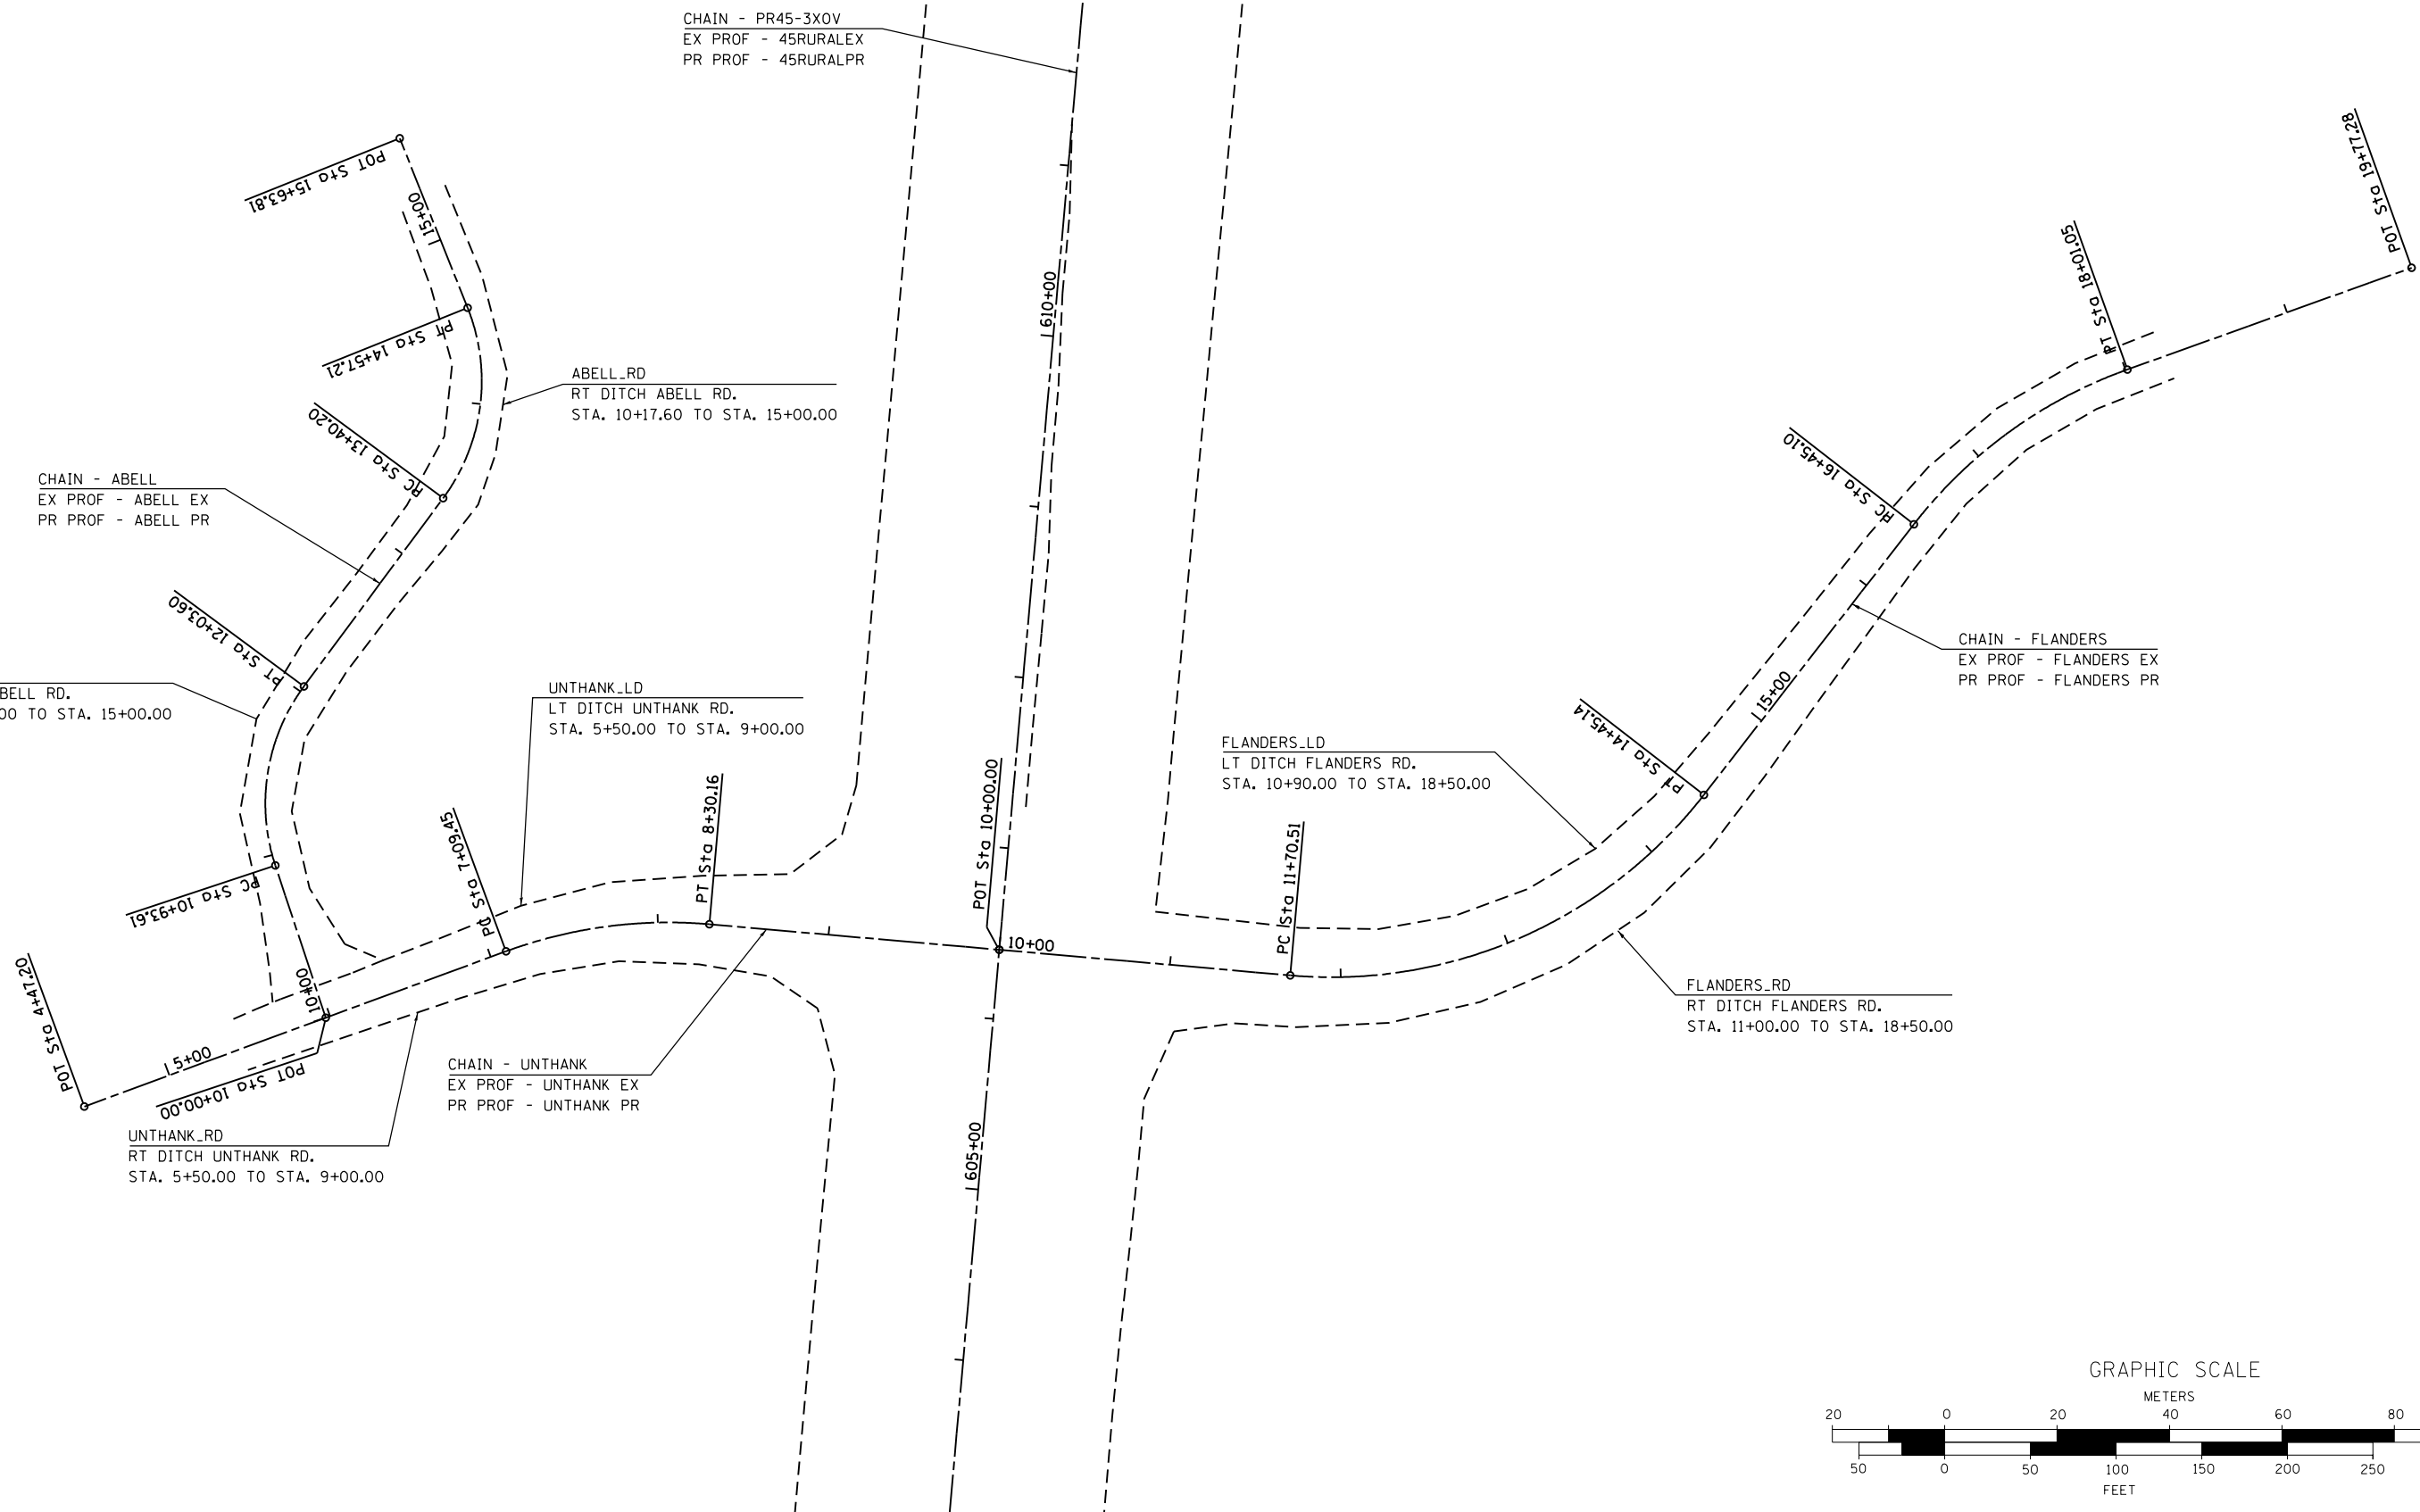 CHAIN - PR45-3XOV
EX PROF - 45RURALEX
PR PROF - 45RURALPR
POT Sta 15+63.81
15+00
PT Sta 14+57.21
PC Sta 13+40.20
ABELL_RD
RT DITCH ABELL RD.
STA. 10+17.60 TO STA. 15+00.00
CHAIN - ABELL
EX PROF - ABELL EX
PR PROF - ABELL PR
PT Sta 12+03.60
BELL RD.
00 TO STA. 15+00.00
PC Sta 10+93.61
10+00
POT Sta 10+00.00
UNTHANK_LD
LT DITCH UNTHANK RD.
STA. 5+50.00 TO STA. 9+00.00
POT Sta 4+47.20
5+00
PC Sta 7+09.45
PT Sta 8+30.16
CHAIN - UNTHANK
EX PROF - UNTHANK EX
PR PROF - UNTHANK PR
UNTHANK_RD
RT DITCH UNTHANK RD.
STA. 5+50.00 TO STA. 9+00.00
610+00
POT Sta 10+00.00
10+00
605+00
PC Sta 11+70.51
FLANDERS_LD
LT DITCH FLANDERS RD.
STA. 10+90.00 TO STA. 18+50.00
PT Sta 14+45.14
15+00
PC Sta 16+45.10
PT Sta 18+01.05
POT Sta 19+77.28
CHAIN - FLANDERS
EX PROF - FLANDERS EX
PR PROF - FLANDERS PR
FLANDERS_RD
RT DITCH FLANDERS RD.
STA. 11+00.00 TO STA. 18+50.00
GRAPHIC SCALE
METERS
20 0 20 40 60 80
50 0 50 100 150 200 250
FEET